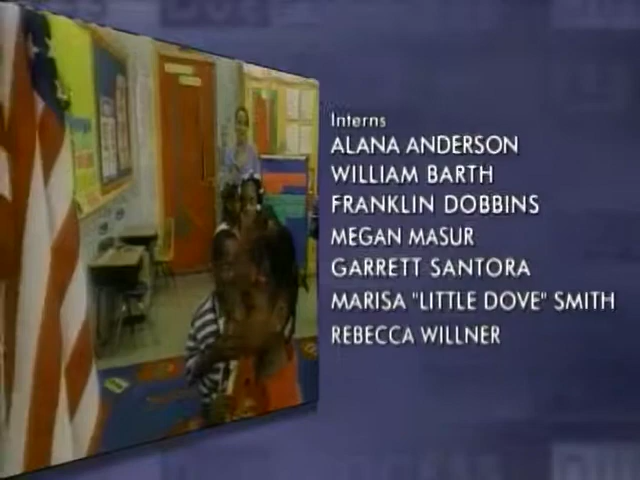 Interns
ALANA ANDERSON
WILLIAM BARTH
FRANKLIN DOBBINS
MEGAN MASUR
GARRETT SANTORA
MARISA "LITTLE DOVE" SMITH
REBECCA WILLNER